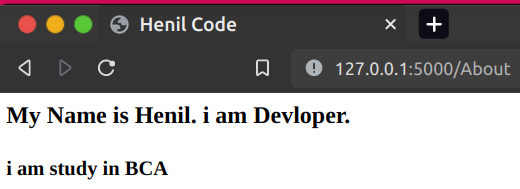 Henil Code
127.0.0.1:5000/About
My Name is Henil. i am Devloper.
i am study in BCA